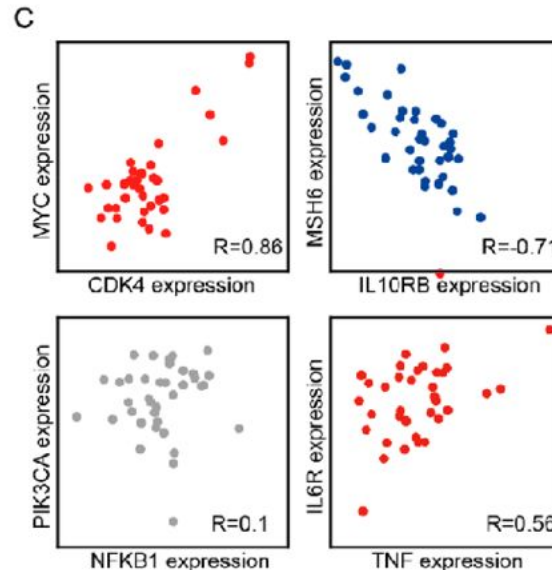 C
MYC expression
R=0.86
CDK4 expression
MSH6 expression
R=-0.71
IL10RB expression
PIK3CA expression
R=0.1
NFKB1 expression
IL6R expression
R=0.56
TNF expression